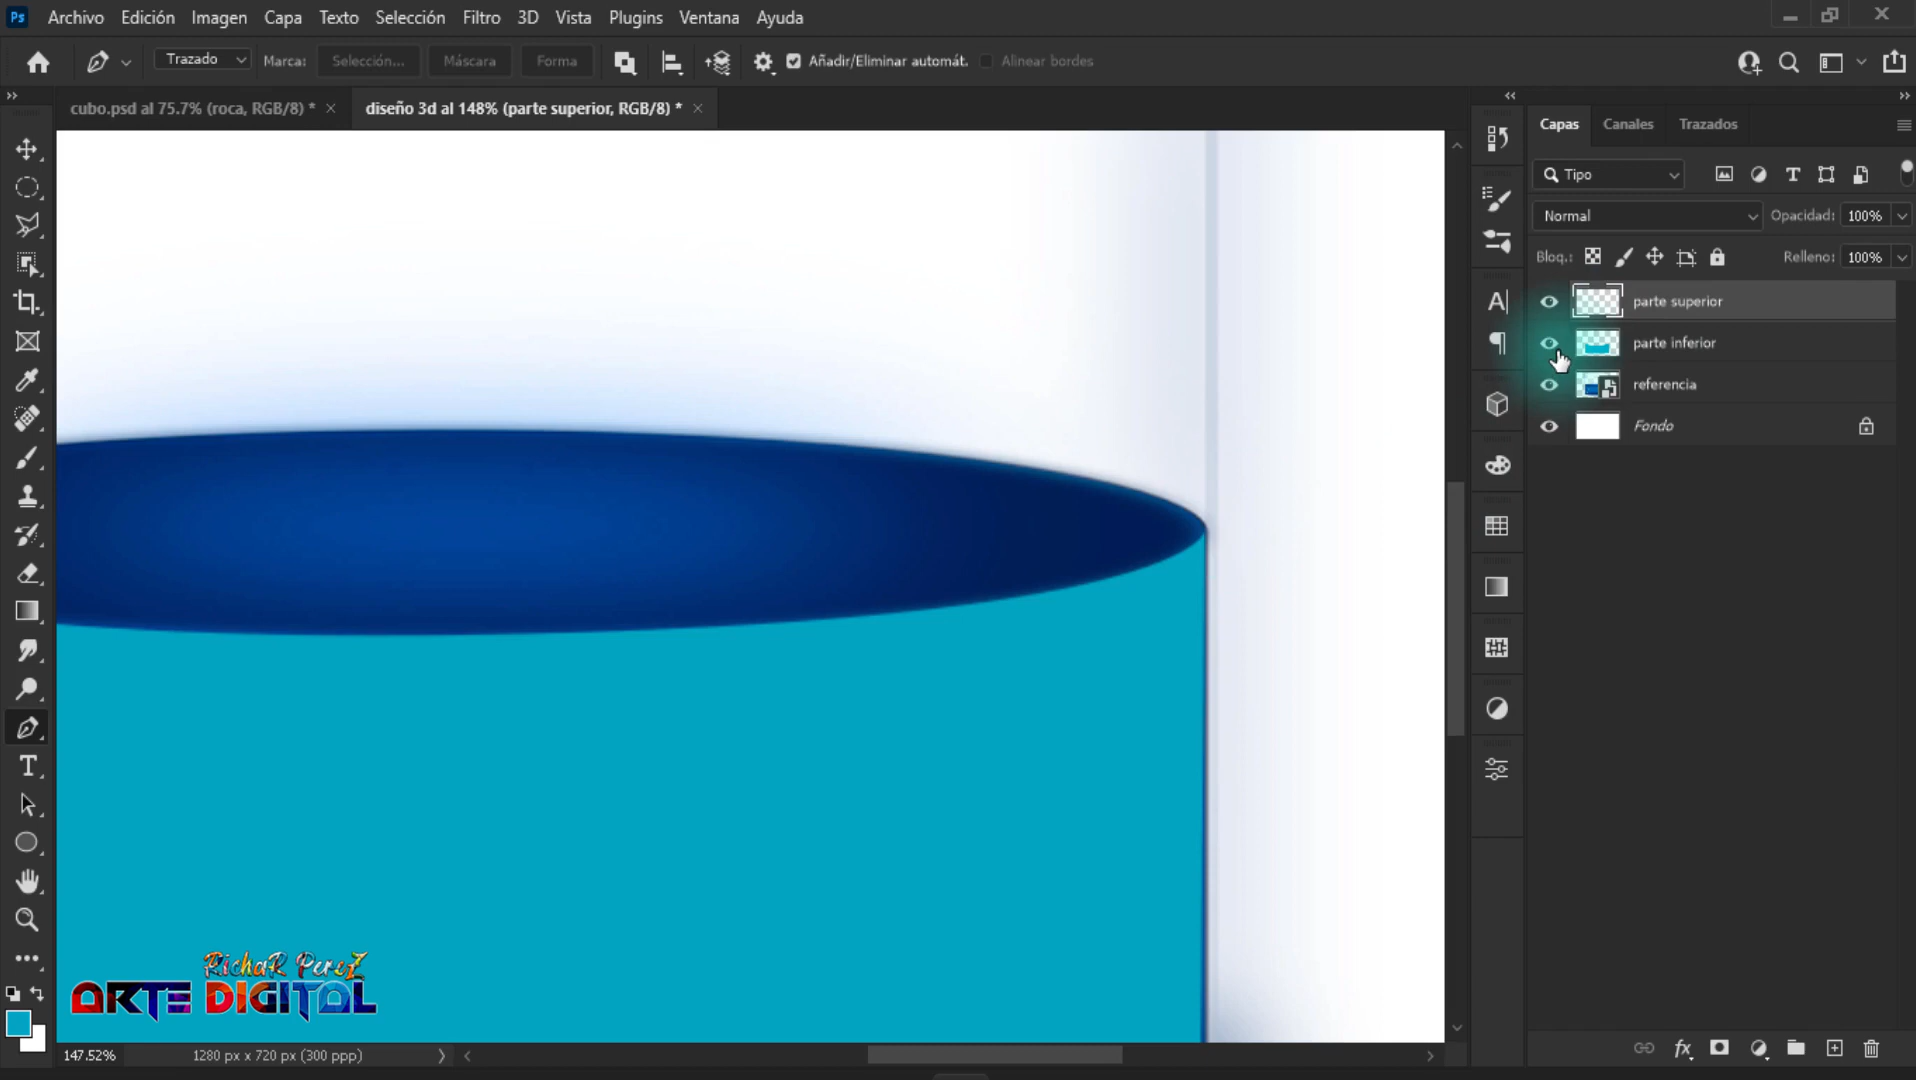 Ps Archivo Edición Imagen Capa Texto Selección Filtro 3D Vista Plugins Ventana Ayuda
Trazado Marca: Selección... Máscara Forma Añadir/Eliminar automát. Alinear bordes
cubo.psd al 75.7% (roca, RGB/8) * diseño 3d al 148% (parte superior, RGB/8) *
Capas Canales Trazados
Tipo
Normal Opacidad: 100%
Bloq.: Relleno: 100%
parte superior
parte inferior
referencia
Fondo
RichaR PereZ
ARTE DIGITAL
147.52% 1280 px x 720 px (300 ppp)